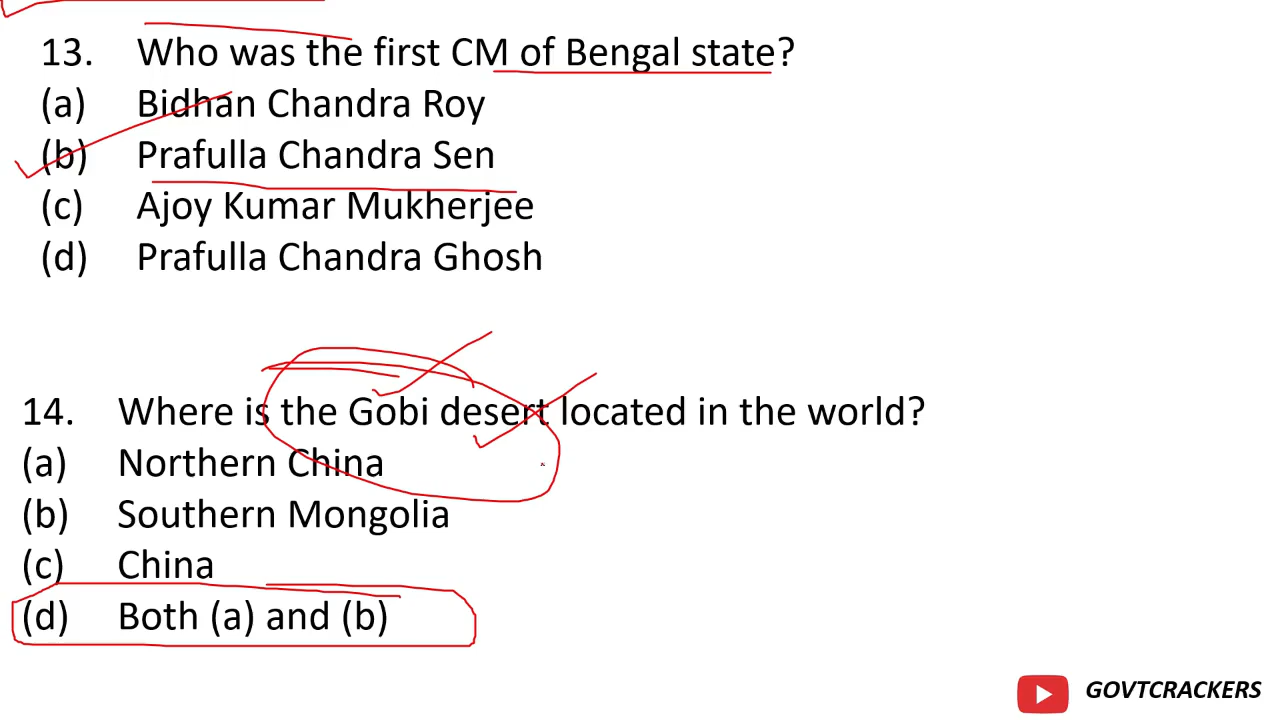 13. Who was the first CM of Bengal state?
(a) Bidhan Chandra Roy
(b) Prafulla Chandra Sen
(c) Ajoy Kumar Mukherjee
(d) Prafulla Chandra Ghosh
14. Where is the Gobi desert located in the world?
(a) Northern China
(b) Southern Mongolia
(c) China
(d) Both (a) and (b)
GOVTCRACKERS